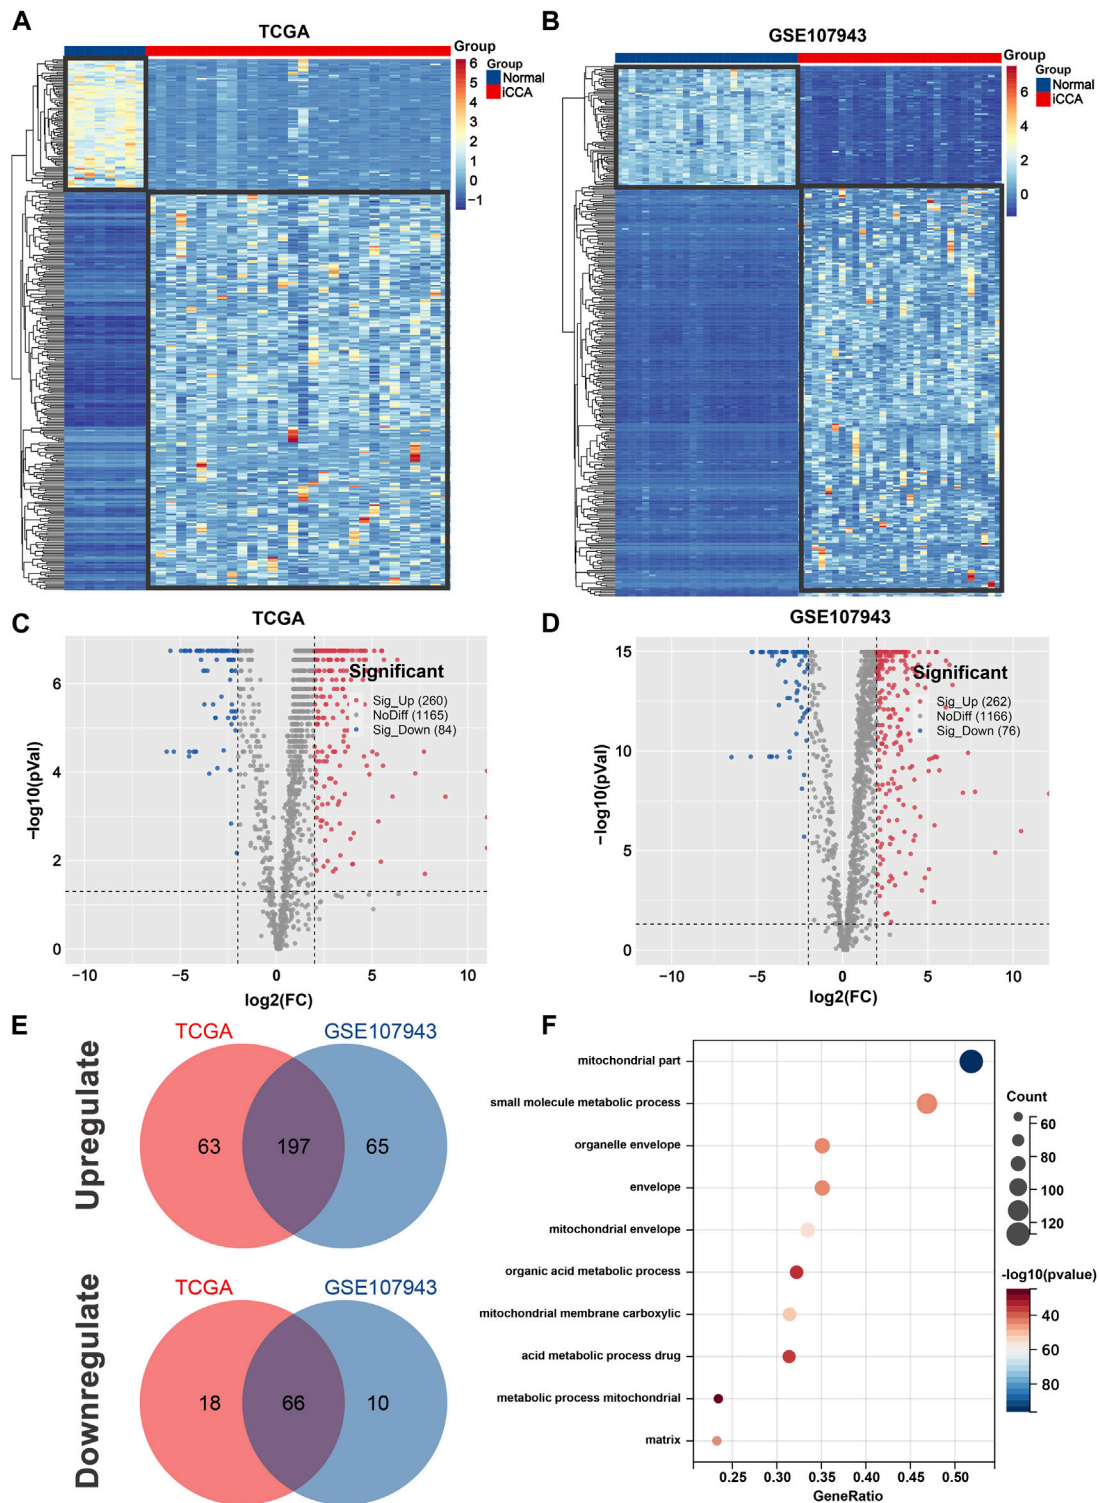 A
TCGA
Group
Group
Normal
iCCA
6
5
4
3
2
1
0
−1
B
GSE107943
Group
Group
Normal
iCCA
6
4
2
0
C
TCGA
Significant
Sig_Up (260)
NoDiff (1165)
Sig_Down (84)
6
4
2
0
−log10(pVal)
−10
−5
0
5
10
log2(FC)
D
GSE107943
Significant
Sig_Up (262)
NoDiff (1166)
Sig_Down (76)
15
10
5
0
−log10(pVal)
−10
−5
0
5
10
log2(FC)
E
Upregulate
TCGA
GSE107943
63
197
65
Downregulate
TCGA
GSE107943
18
66
10
F
mitochondrial part
small molecule metabolic process
organelle envelope
envelope
mitochondrial envelope
organic acid metabolic process
mitochondrial membrane carboxylic
acid metabolic process drug
metabolic process mitochondrial
matrix
0.25
0.30
0.35
0.40
0.45
0.50
GeneRatio
Count
60
80
100
120
-log10(pvalue)
40
60
80